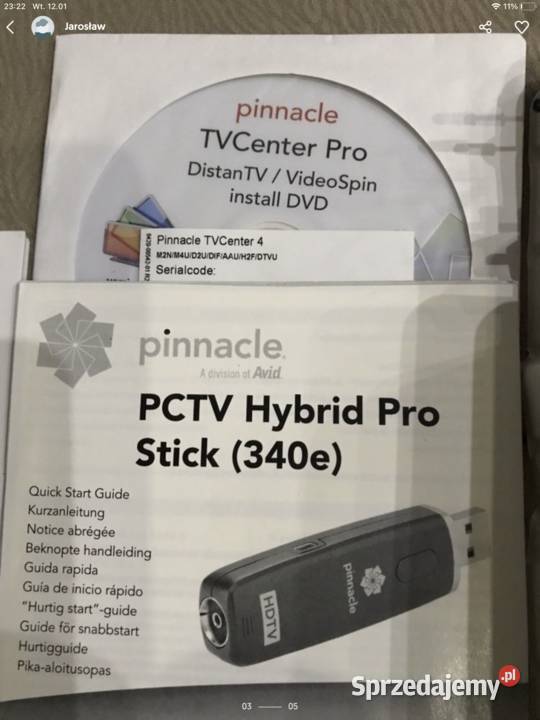 23:22 Wt. 12.01 11%
Jarosław
pinnacle
TVCenter Pro
DistanTV / VideoSpin
install DVD
Pinnacle TVCenter 4
M2N/M4U/D2U/DIF/AAU/H2F/DTVU
Serialcode:
pinnacle.
A division of Avid
PCTV Hybrid Pro
Stick (340e)
Quick Start Guide
Kurzanleitung
Notice abrégée
Beknopte handleiding
Guida rapida
Guía de inicio rápido
"Hurtig start"-guide
Guide för snabbstart
Hurtigguide
Pika-aloitusopas
pinnacle
HDTV
Sprzedajemy.pl
03 05